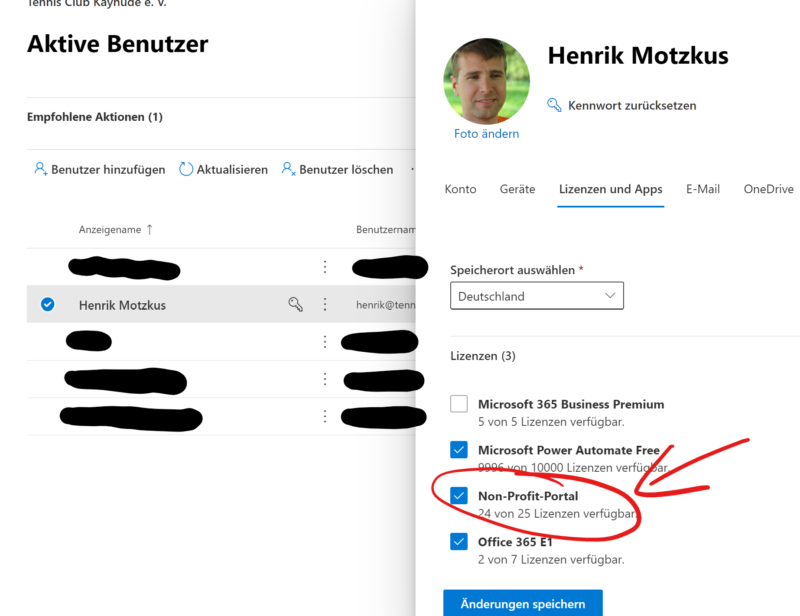 Tennis Club Kayhude e. V.
Aktive Benutzer
Empfohlene Aktionen (1)
Benutzer hinzufügen
Aktualisieren
Benutzer löschen
Anzeigename ↑
Benutzernam
Henrik Motzkus
henrik@tenn
Henrik Motzkus
Kennwort zurücksetzen
Foto ändern
Konto
Geräte
Lizenzen und Apps
E-Mail
OneDrive
Speicherort auswählen *
Deutschland
Lizenzen (3)
Microsoft 365 Business Premium
5 von 5 Lizenzen verfügbar.
Microsoft Power Automate Free
9996 von 10000 Lizenzen verfügbar.
Non-Profit-Portal
24 von 25 Lizenzen verfügbar.
Office 365 E1
2 von 7 Lizenzen verfügbar.
Änderungen speichern